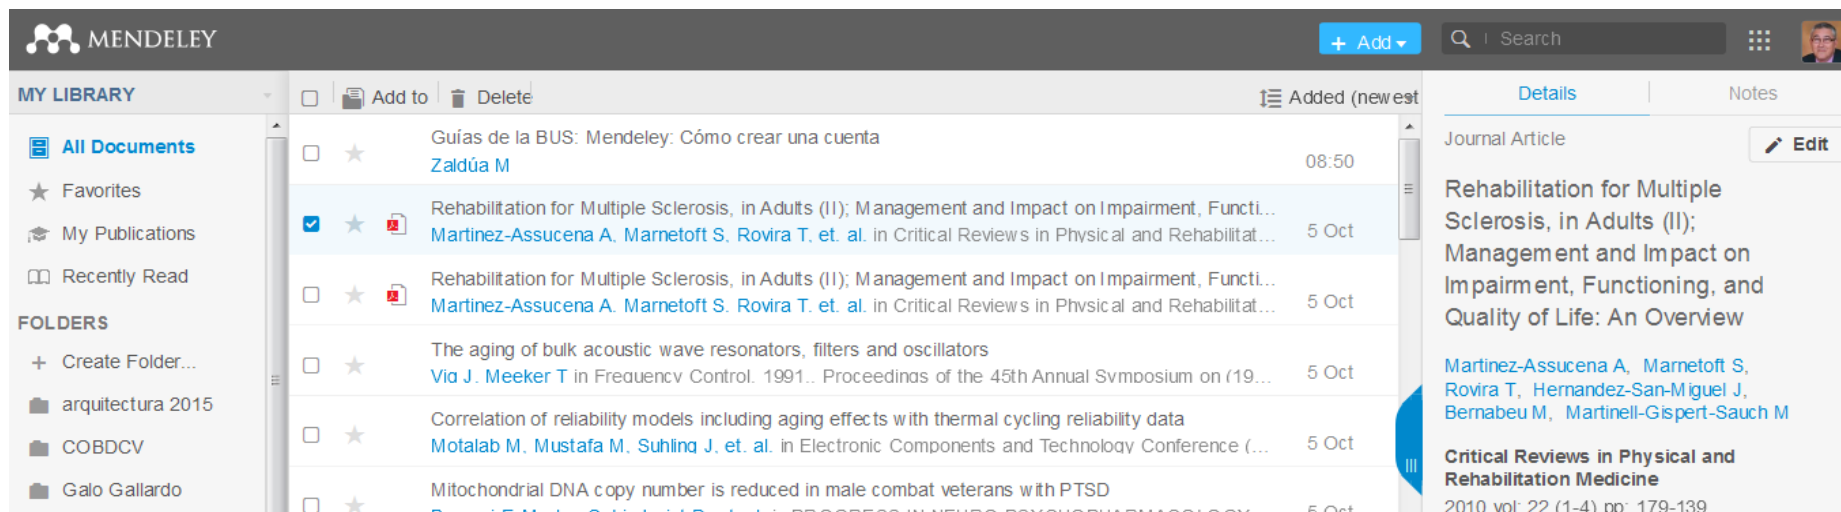 MENDELEY
+ Add
Search
MY LIBRARY
Add to
Delete
Added (newest
Details
Notes
All Documents
Favorites
My Publications
Recently Read
FOLDERS
+ Create Folder...
arquitectura 2015
COBDCV
Galo Gallardo
Guías de la BUS: Mendeley: Cómo crear una cuenta
Zaldúa M
08:50
Rehabilitation for Multiple Sclerosis, in Adults (II); Management and Impact on Impairment, Functi...
Martinez-Assucena A, Marnetoft S, Rovira T, et. al. in Critical Reviews in Physical and Rehabilitat...
5 Oct
Rehabilitation for Multiple Sclerosis, in Adults (II); Management and Impact on Impairment, Functi...
Martinez-Assucena A, Marnetoft S, Rovira T, et. al. in Critical Reviews in Physical and Rehabilitat...
5 Oct
The aging of bulk acoustic wave resonators, filters and oscillators
Vig J, Meeker T in Frequency Control, 1991., Proceedings of the 45th Annual Symposium on (19...
5 Oct
Correlation of reliability models including aging effects with thermal cycling reliability data
Motalab M, Mustafa M, Suhling J, et. al. in Electronic Components and Technology Conference (...
5 Oct
Mitochondrial DNA copy number is reduced in male combat veterans with PTSD
5 Oct
Journal Article
Edit
Rehabilitation for Multiple
Sclerosis, in Adults (II);
Management and Impact on
Impairment, Functioning, and
Quality of Life: An Overview
Martinez-Assucena A, Marnetoft S,
Rovira T, Hernandez-San-Miguel J,
Bernabeu M, Martinell-Gispert-Sauch M
Critical Reviews in Physical and
Rehabilitation Medicine
2010 vol: 22 (1-4) pp: 179-139